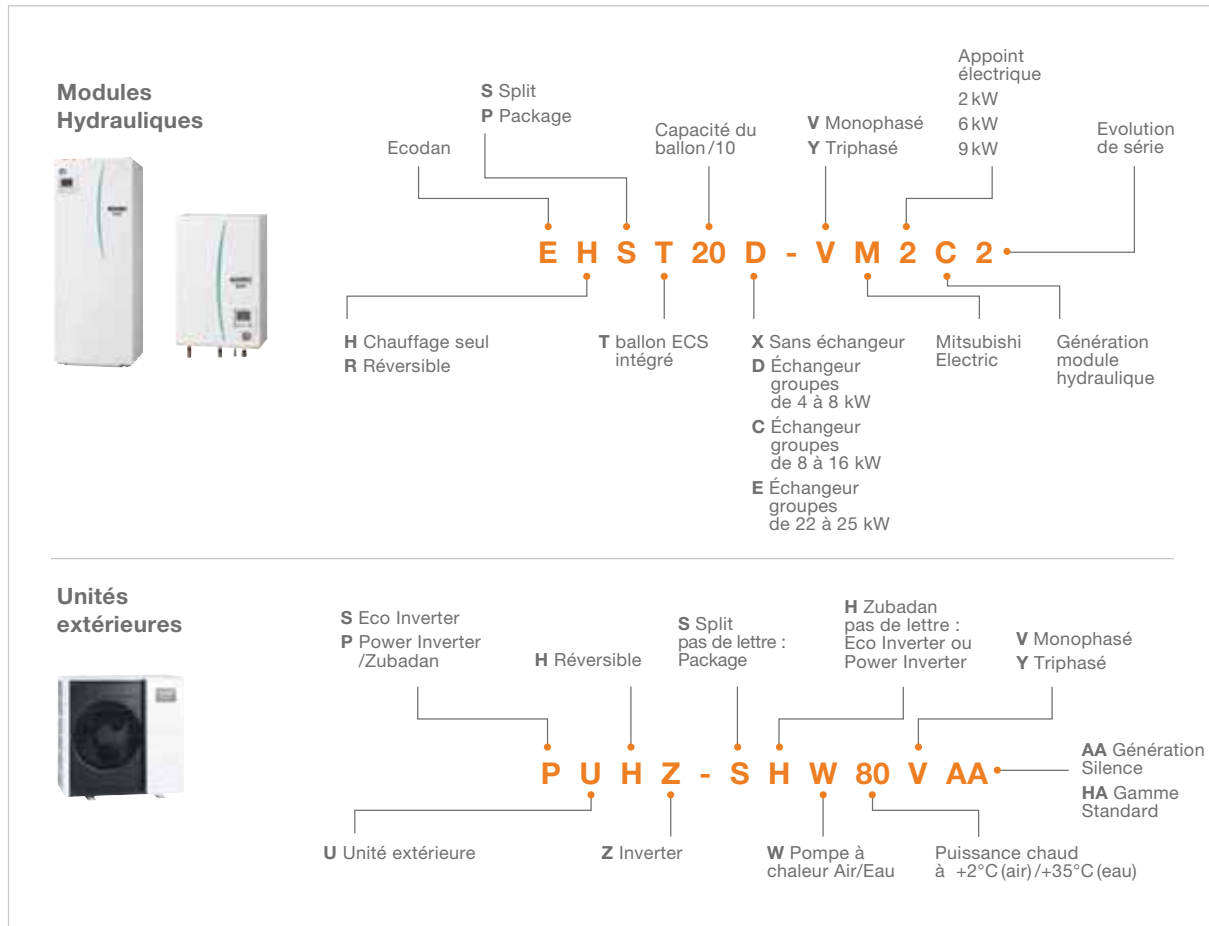 Modules
Hydrauliques
Ecodan
S Split
P Package
Capacité du
ballon/10
V Monophasé
Y Triphasé
Appoint
électrique
2 kW
6 kW
9 kW
Evolution
de série
E H S T 20 D - V M 2 C 2
H Chauffage seul
R Réversible
T ballon ECS
intégré
X Sans échangeur
D Échangeur
groupes
de 4 à 8 kW
C Échangeur
groupes
de 8 à 16 kW
E Échangeur
groupes
de 22 à 25 kW
Mitsubishi
Electric
Génération
module
hydraulique
Unités
extérieures
S Eco Inverter
P Power Inverter
/Zubadan
H Réversible
S Split
pas de lettre :
Package
H Zubadan
pas de lettre :
Eco Inverter ou
Power Inverter
V Monophasé
Y Triphasé
P U H Z - S H W 80 V AA
AA Génération
Silence
HA Gamme
Standard
U Unité extérieure
Z Inverter
W Pompe à
chaleur Air/Eau
Puissance chaud
à +2°C (air)/+35°C (eau)